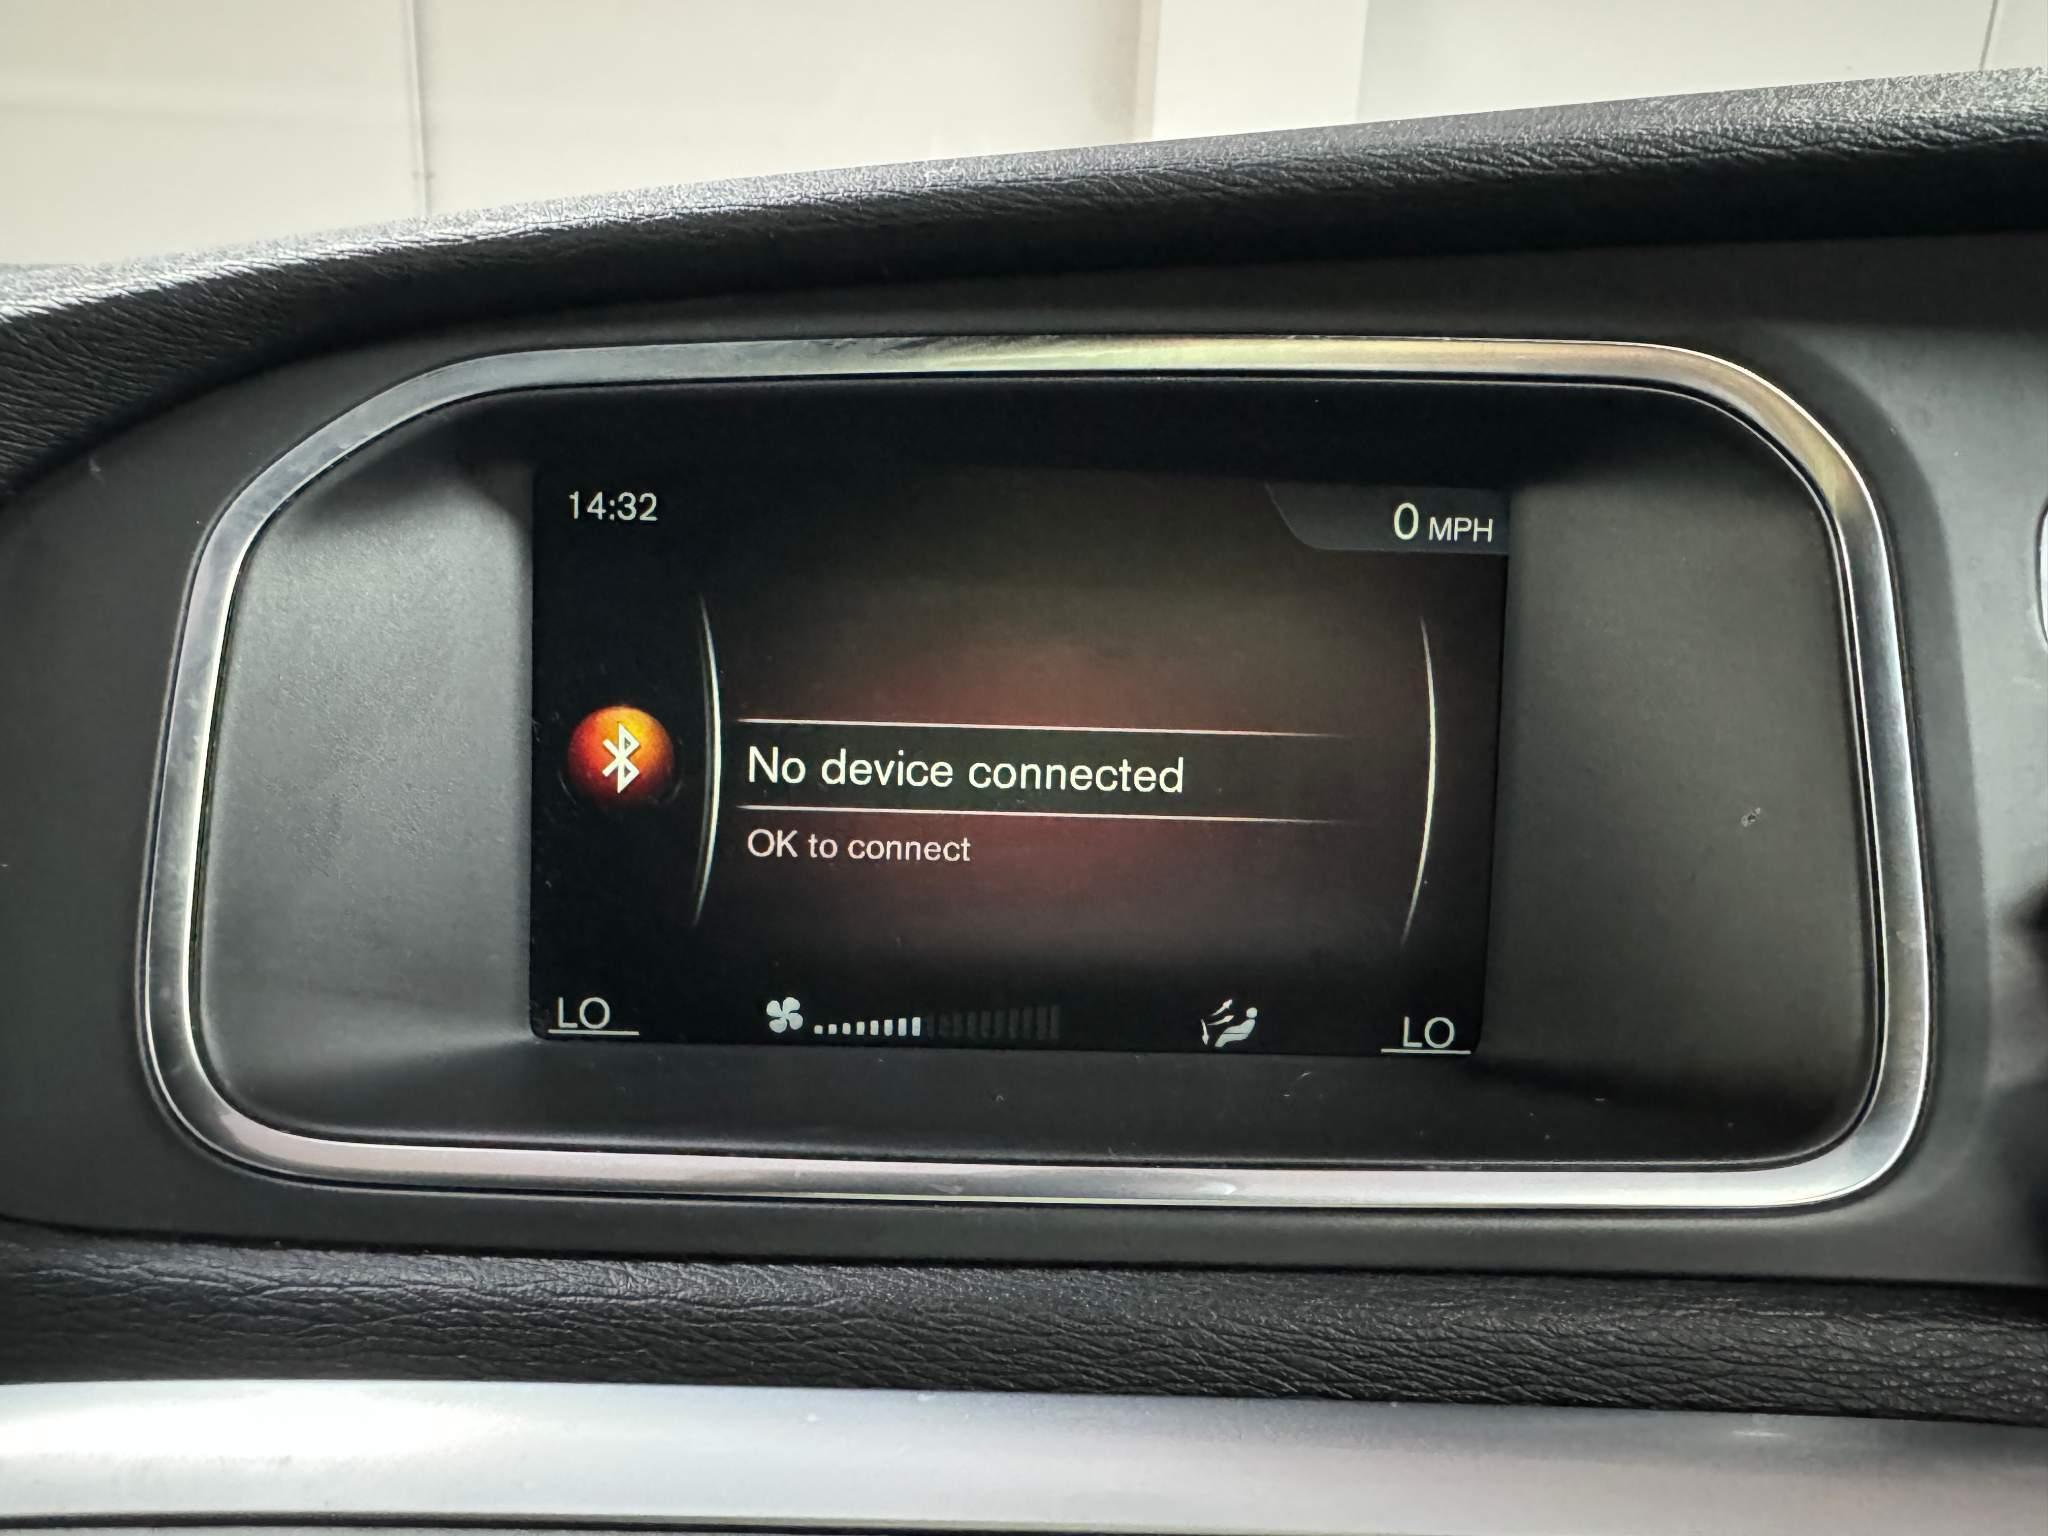 14:32
0 MPH
No device connected
OK to connect
LO
LO